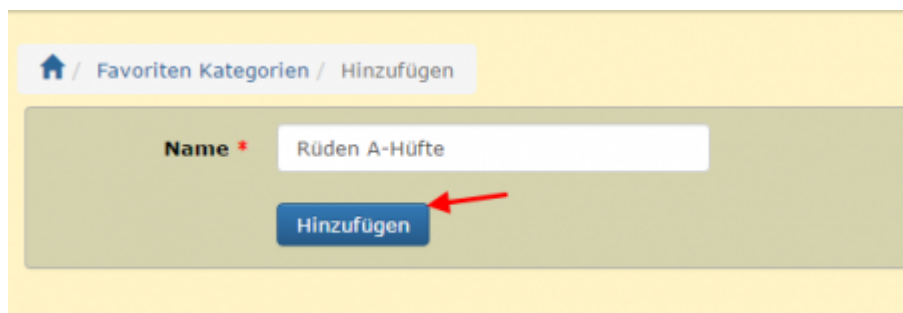 / Favoriten Kategorien / Hinzufügen
Name * Rüden A-Hüfte
Hinzufügen